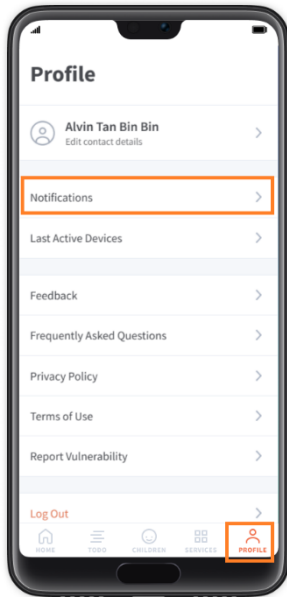 Profile
Alvin Tan Bin Bin
Edit contact details
Notifications
Last Active Devices
Feedback
Frequently Asked Questions
Privacy Policy
Terms of Use
Report Vulnerability
Log Out
HOME TODO CHILDREN SERVICES PROFILE